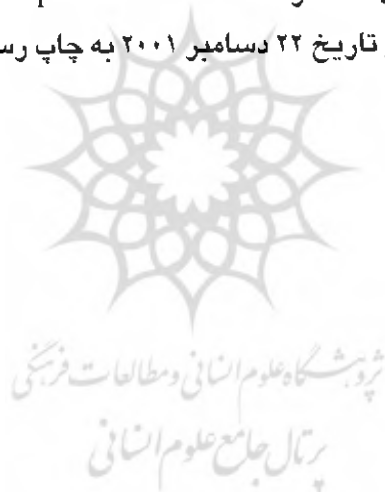 تاریخ ۲۲ دسامبر ۲۰۰۱ به چاپ رس
پژوهشگاه علوم انسانی و مطالعات فرهنگی
پرتال جامع علوم انسانی